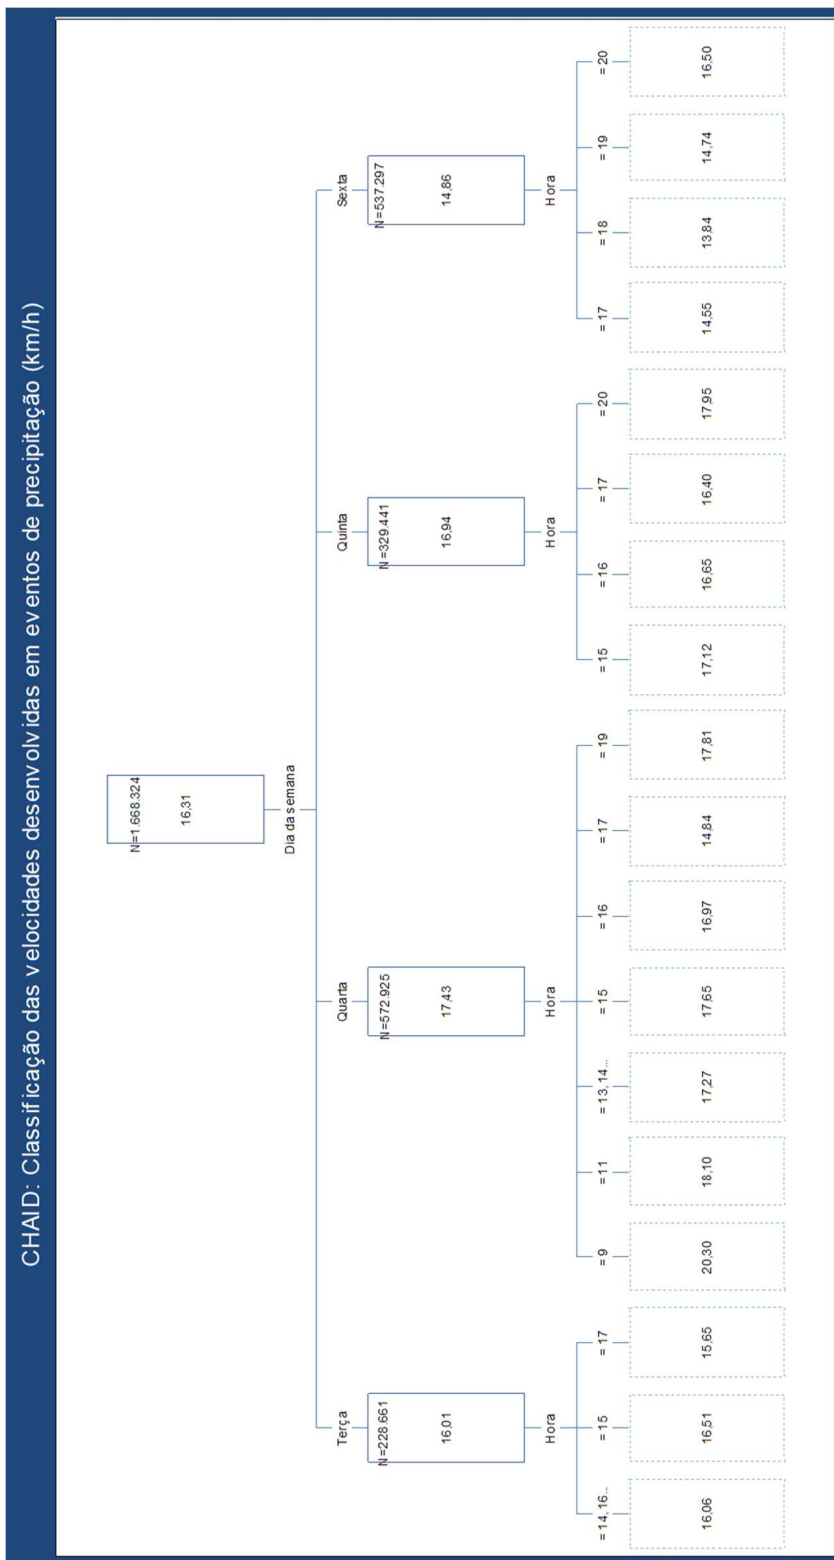 CHAID: Classificação das velocidades desenvolvidas em eventos de precipitação (km/h)
N=1.668.324
16,31
Dia da semana
Terça
Quarta
Quinta
Sexta
N=228.661
16,01
N=572.925
17,43
N=329.441
16,94
N=537.297
14,86
Hora
Hora
Hora
Hora
= 14, 16...
= 15
= 17
= 9
= 11
= 13, 14...
= 15
= 16
= 17
= 19
= 15
= 16
= 17
= 20
= 17
= 18
= 19
= 20
16,06
16,51
15,65
20,30
18,10
17,27
17,65
16,97
14,84
17,81
17,12
16,65
16,40
17,95
14,55
13,84
14,74
16,50